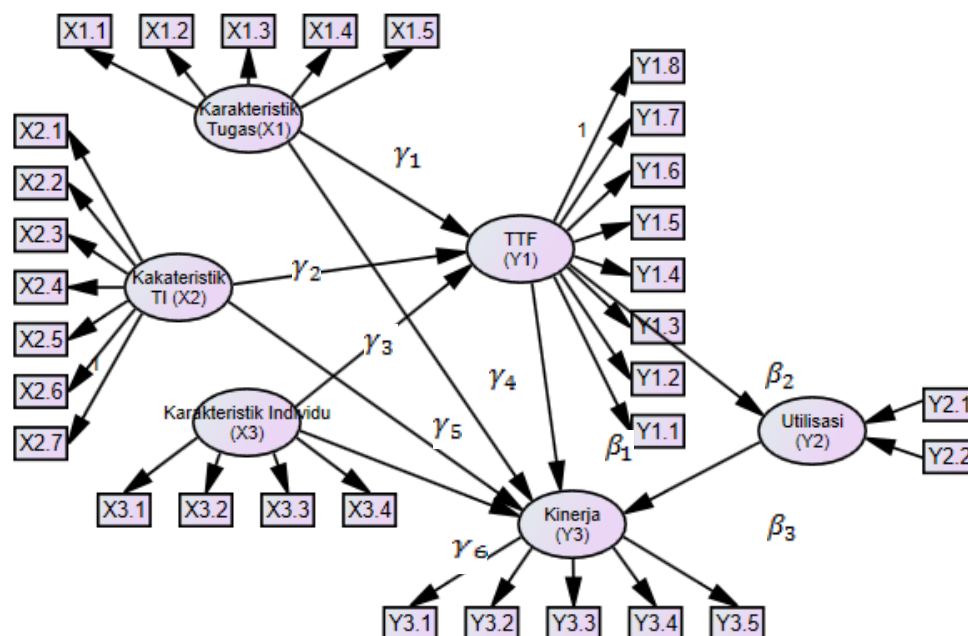 X1.1
X1.2
X1.3
X1.4
X1.5
Karakteristik
Tugas(X1)
X2.1
X2.2
X2.3
X2.4
X2.5
X2.6
X2.7
1
Kakateristik
TI (X2)
Karakteristik Individu
(X3)
X3.1
X3.2
X3.3
X3.4
γ1
γ2
γ3
γ4
γ5
γ6
TTF
(Y1)
1
Y1.8
Y1.7
Y1.6
Y1.5
Y1.4
Y1.3
Y1.2
Y1.1
β1
β2
β3
Utilisasi
(Y2)
Y2.1
Y2.2
Kinerja
(Y3)
Y3.1
Y3.2
Y3.3
Y3.4
Y3.5